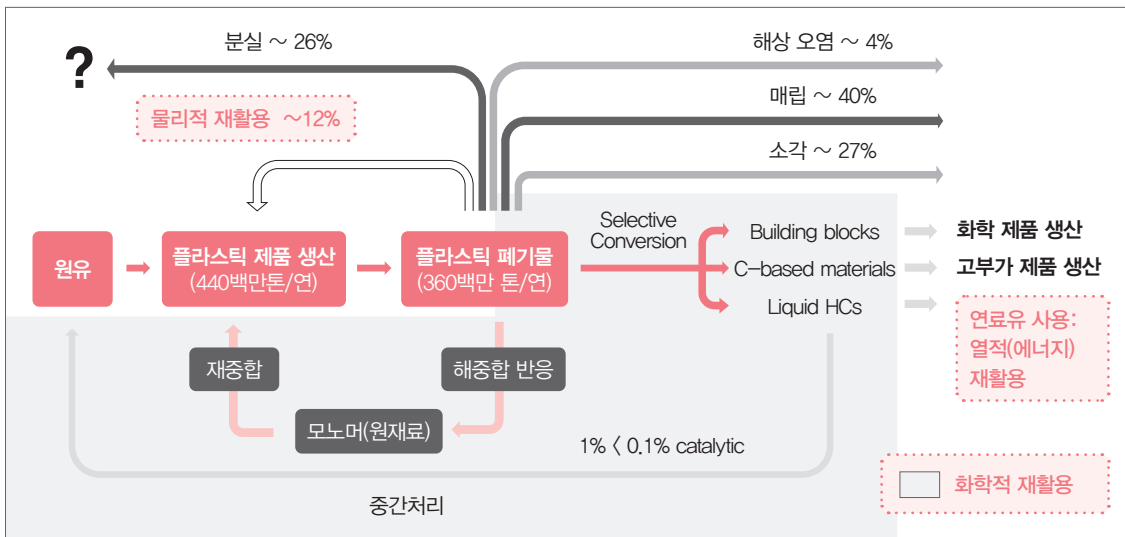 분실 ~ 26%
해상 오염 ~ 4%
?
매립 ~ 40%
물리적 재활용 ~12%
소각 ~ 27%
Selective
Conversion
원유
플라스틱 제품 생산
(440백만톤/연)
플라스틱 폐기물
(360백만 톤/연)
Building blocks
화학 제품 생산
C-based materials
고부가 제품 생산
Liquid HCs
연료유 사용:
열적(에너지)
재활용
재중합
해중합 반응
모노머(원재료)
1% < 0.1% catalytic
중간처리
화학적 재활용